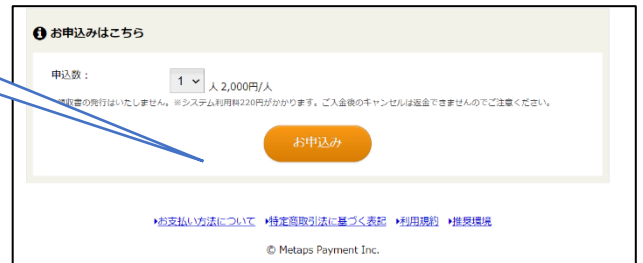 お申込みはこちら
申込数：
1 人 2,000円/人
領収書の発行はいたしません。※システム利用料220円がかかります。ご入金後のキャンセルは返金できませんのでご注意ください。
お申込み
お支払い方法について 特定商取引法に基づく表記 利用規約 推奨環境
© Metaps Payment Inc.